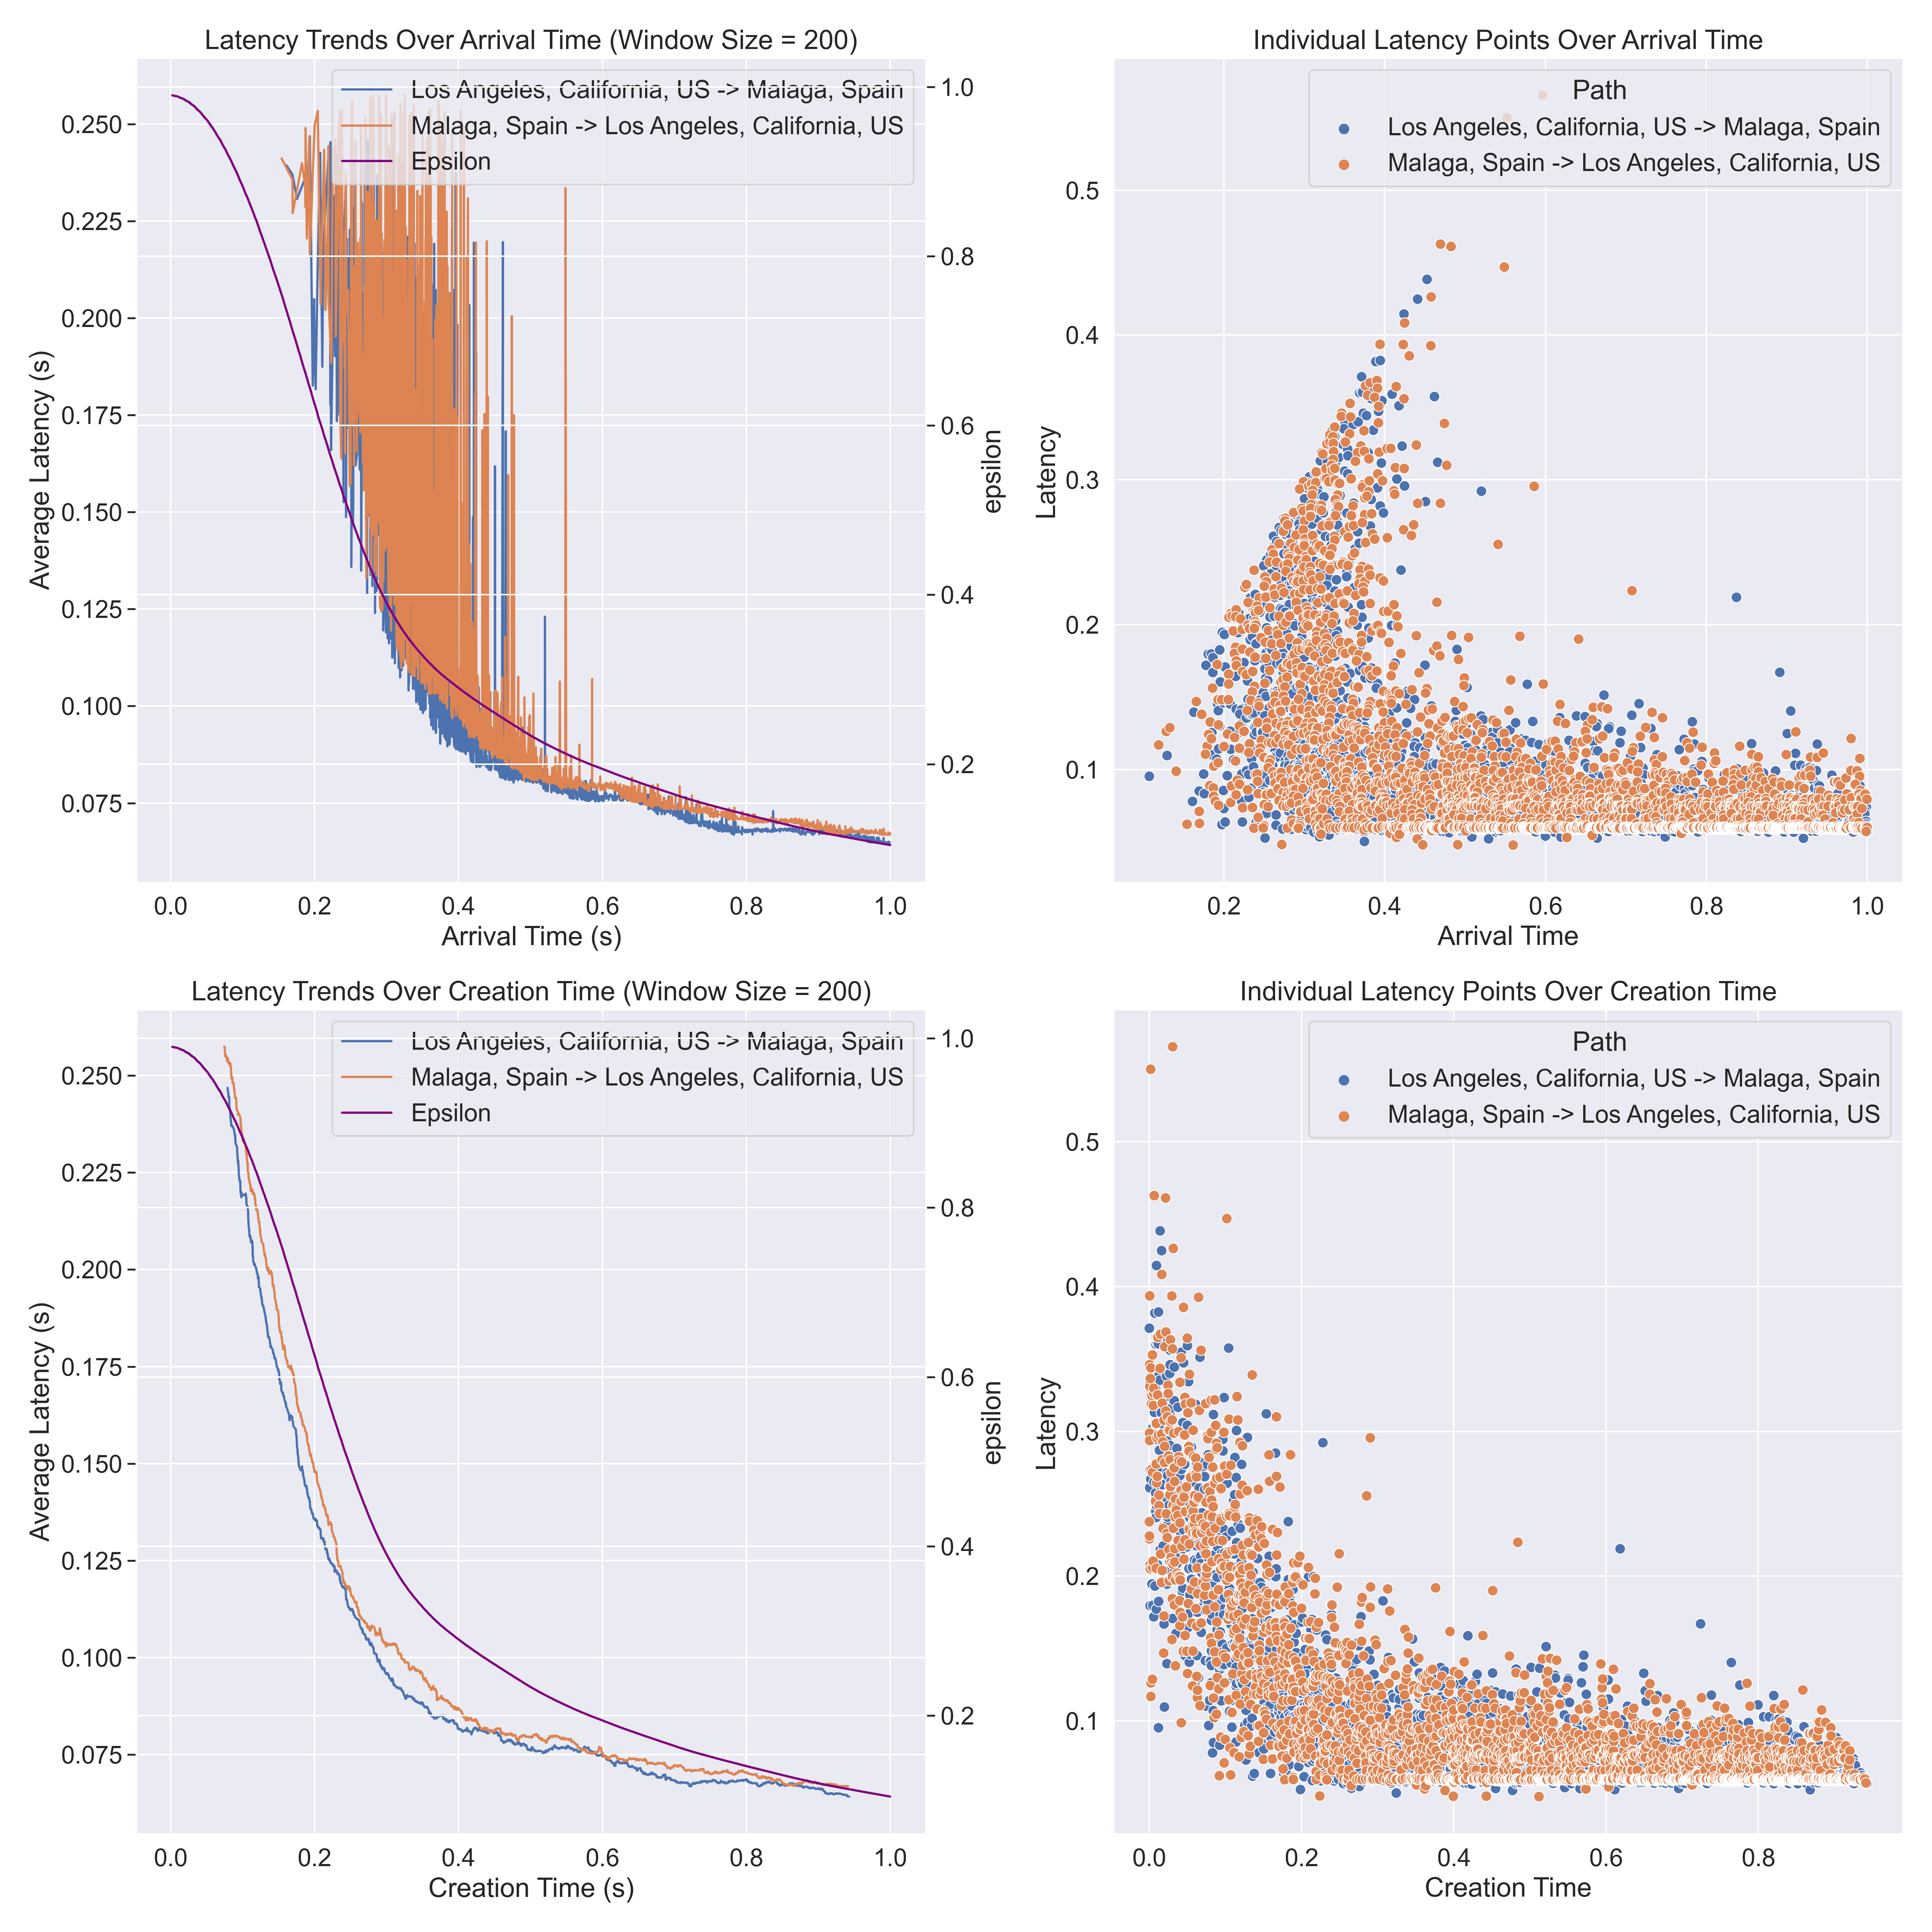 Latency Trends Over Arrival Time (Window Size = 200)
Los Angeles, California, US -> Malaga, Spain
Malaga, Spain -> Los Angeles, California, US
Epsilon
0.250
0.225
0.200
0.175
0.150
0.125
0.100
0.075
Average Latency (s)
1.0
0.8
0.6
0.4
0.2
epsilon
0.0 0.2 0.4 0.6 0.8 1.0
Arrival Time (s)
Individual Latency Points Over Arrival Time
Path
Los Angeles, California, US -> Malaga, Spain
Malaga, Spain -> Los Angeles, California, US
0.5
0.4
0.3
0.2
0.1
Latency
0.2 0.4 0.6 0.8 1.0
Arrival Time
Latency Trends Over Creation Time (Window Size = 200)
Los Angeles, California, US -> Malaga, Spain
Malaga, Spain -> Los Angeles, California, US
Epsilon
0.250
0.225
0.200
0.175
0.150
0.125
0.100
0.075
Average Latency (s)
1.0
0.8
0.6
0.4
0.2
epsilon
0.0 0.2 0.4 0.6 0.8 1.0
Creation Time (s)
Individual Latency Points Over Creation Time
Path
Los Angeles, California, US -> Malaga, Spain
Malaga, Spain -> Los Angeles, California, US
0.5
0.4
0.3
0.2
0.1
Latency
0.0 0.2 0.4 0.6 0.8
Creation Time